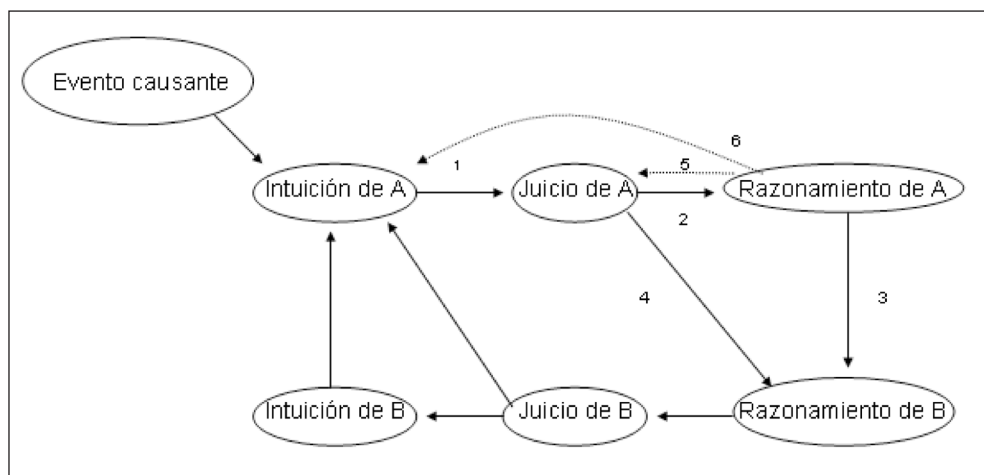 Evento causante
6
1
5
Intuición de A
Juicio de A
Razonamiento de A
2
4
3
Intuición de B
Juicio de B
Razonamiento de B